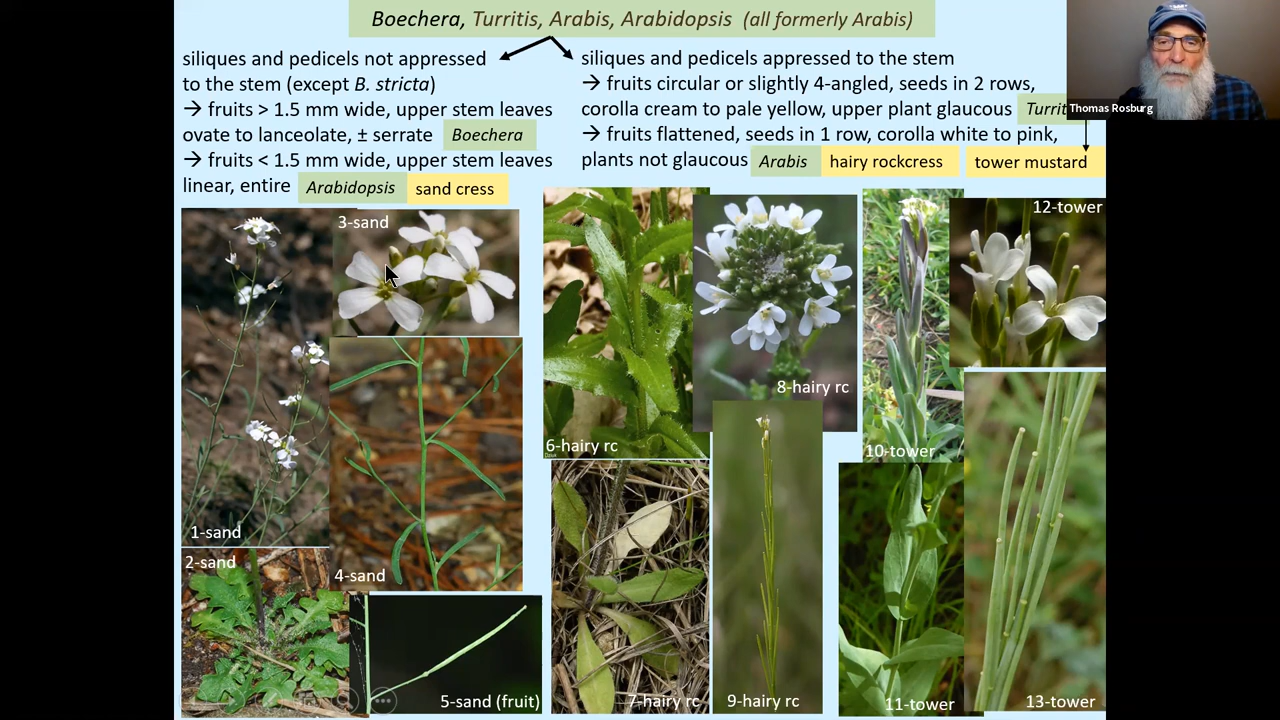 Boechera, Turritis, Arabis, Arabidopsis (all formerly Arabis)
siliques and pedicels not appressed
to the stem (except B. stricta)
→ fruits > 1.5 mm wide, upper stem leaves
ovate to lanceolate, ± serrate Boechera
→ fruits < 1.5 mm wide, upper stem leaves
linear, entire Arabidopsis sand cress
siliques and pedicels appressed to the stem
→ fruits circular or slightly 4-angled, seeds in 2 rows,
corolla cream to pale yellow, upper plant glaucous
→ fruits flattened, seeds in 1 row, corolla white to pink,
plants not glaucous Arabis hairy rockcress tower mustard
Thomas Rosburg
1-sand
2-sand
3-sand
4-sand
5-sand (fruit)
6-hairy rc
7-hairy rc
8-hairy rc
9-hairy rc
10-tower
11-tower
12-tower
13-tower